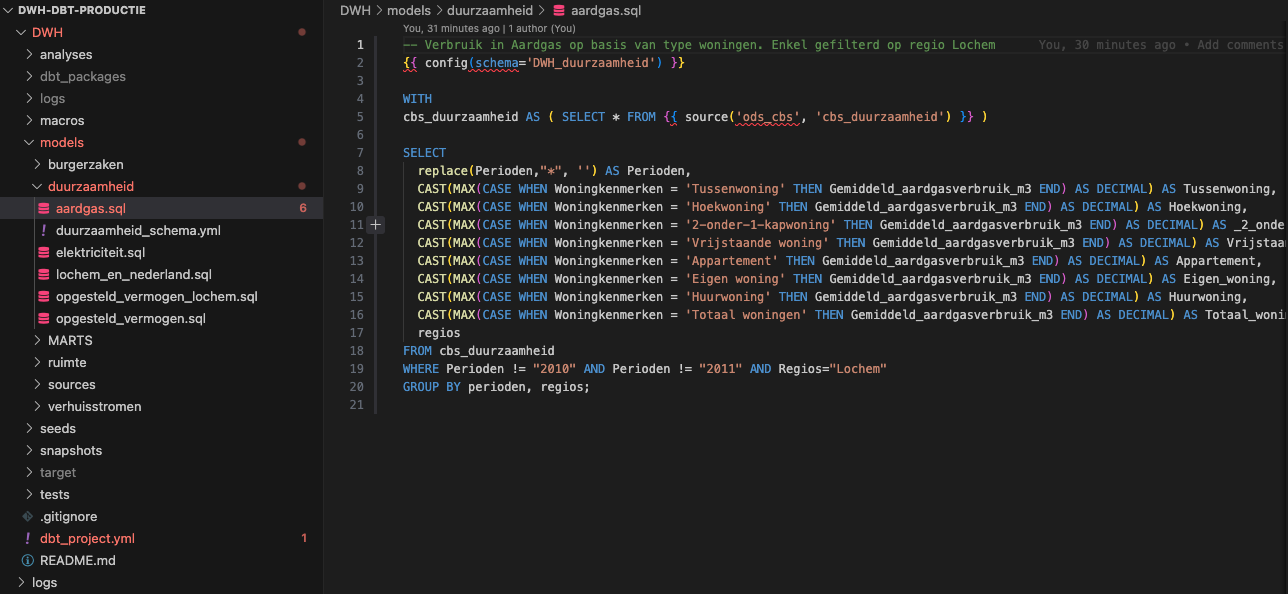 DWH-DBT-PRODUCTIE
DWH
analyses
dbt_packages
logs
macros
models
burgerzaken
duurzaamheid
aardgas.sql 6
! duurzaamheid_schema.yml
elektriciteit.sql
lochem_en_nederland.sql
opgesteld_vermogen_lochem.sql
opgesteld_vermogen.sql
MARTS
ruimte
sources
verhuisstromen
seeds
snapshots
target
tests
.gitignore
! dbt_project.yml 1
README.md
logs
DWH > models > duurzaamheid > aardgas.sql
You, 31 minutes ago | 1 author (You)
1 -- Verbruik in Aardgas op basis van type woningen. Enkel gefilterd op regio Lochem You, 30 minutes ago • Add comments
2 {{ config(schema='DWH_duurzaamheid') }}
3
4 WITH
5 cbs_duurzaamheid AS ( SELECT * FROM {{ source('ods_cbs', 'cbs_duurzaamheid') }} )
6
7 SELECT
8 replace(Perioden,"*", '') AS Perioden,
9 CAST(MAX(CASE WHEN Woningkenmerken = 'Tussenwoning' THEN Gemiddeld_aardgasverbruik_m3 END) AS DECIMAL) AS Tussenwoning,
10 CAST(MAX(CASE WHEN Woningkenmerken = 'Hoekwoning' THEN Gemiddeld_aardgasverbruik_m3 END) AS DECIMAL) AS Hoekwoning,
11 CAST(MAX(CASE WHEN Woningkenmerken = '2-onder-1-kapwoning' THEN Gemiddeld_aardgasverbruik_m3 END) AS DECIMAL) AS _2_onde
12 CAST(MAX(CASE WHEN Woningkenmerken = 'Vrijstaande woning' THEN Gemiddeld_aardgasverbruik_m3 END) AS DECIMAL) AS Vrijsta
13 CAST(MAX(CASE WHEN Woningkenmerken = 'Appartement' THEN Gemiddeld_aardgasverbruik_m3 END) AS DECIMAL) AS Appartement,
14 CAST(MAX(CASE WHEN Woningkenmerken = 'Eigen woning' THEN Gemiddeld_aardgasverbruik_m3 END) AS DECIMAL) AS Eigen_woning,
15 CAST(MAX(CASE WHEN Woningkenmerken = 'Huurwoning' THEN Gemiddeld_aardgasverbruik_m3 END) AS DECIMAL) AS Huurwoning,
16 CAST(MAX(CASE WHEN Woningkenmerken = 'Totaal woningen' THEN Gemiddeld_aardgasverbruik_m3 END) AS DECIMAL) AS Totaal_woni
17 regios
18 FROM cbs_duurzaamheid
19 WHERE Perioden != "2010" AND Perioden != "2011" AND Regios="Lochem"
20 GROUP BY perioden, regios;
21